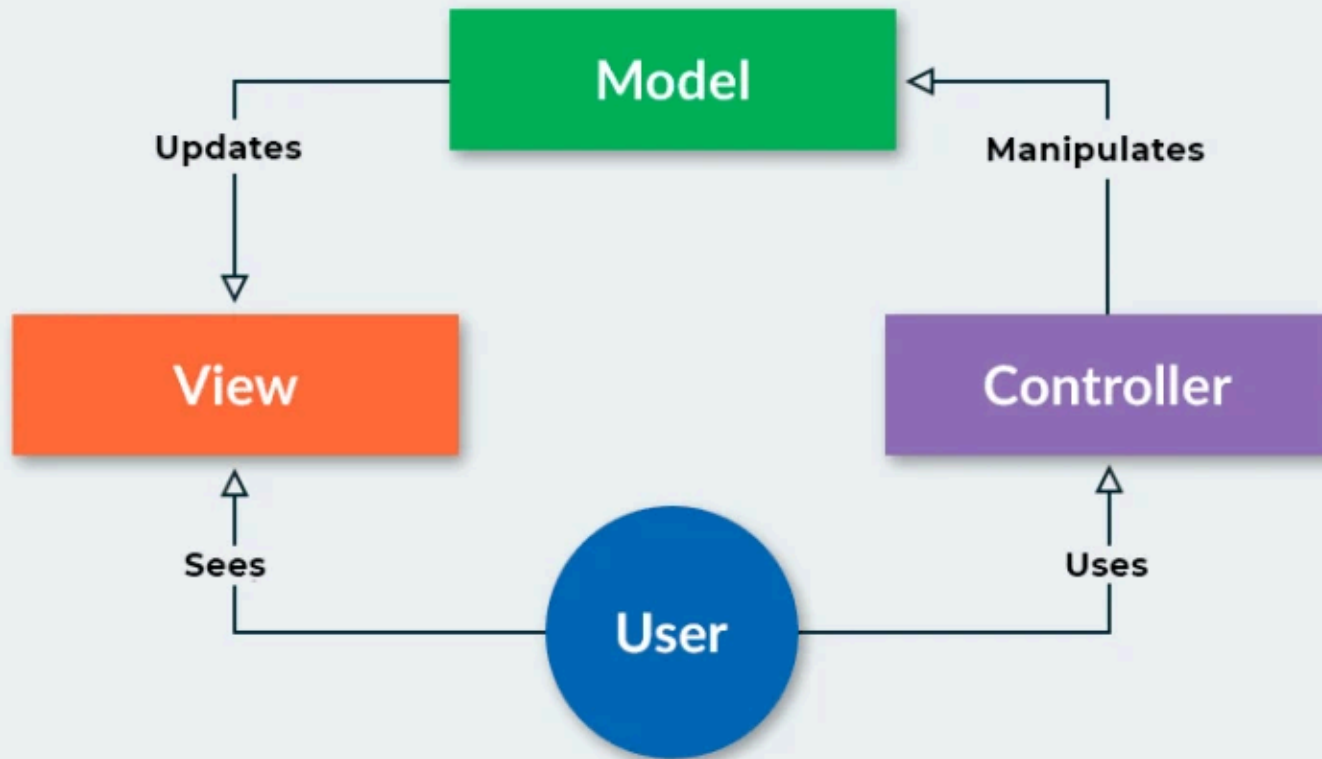 Model
Updates
Manipulates
View
Controller
Sees
Uses
User